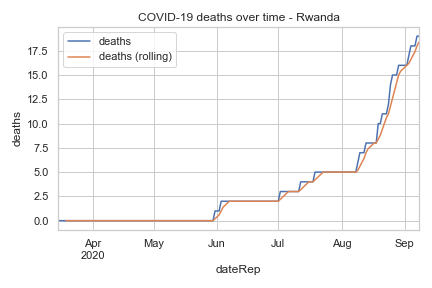 COVID-19 deaths over time - Rwanda
deaths
deaths (rolling)
17.5
15.0
12.5
10.0
7.5
5.0
2.5
0.0
deaths
Apr May Jun Jul Aug Sep
2020
dateRep